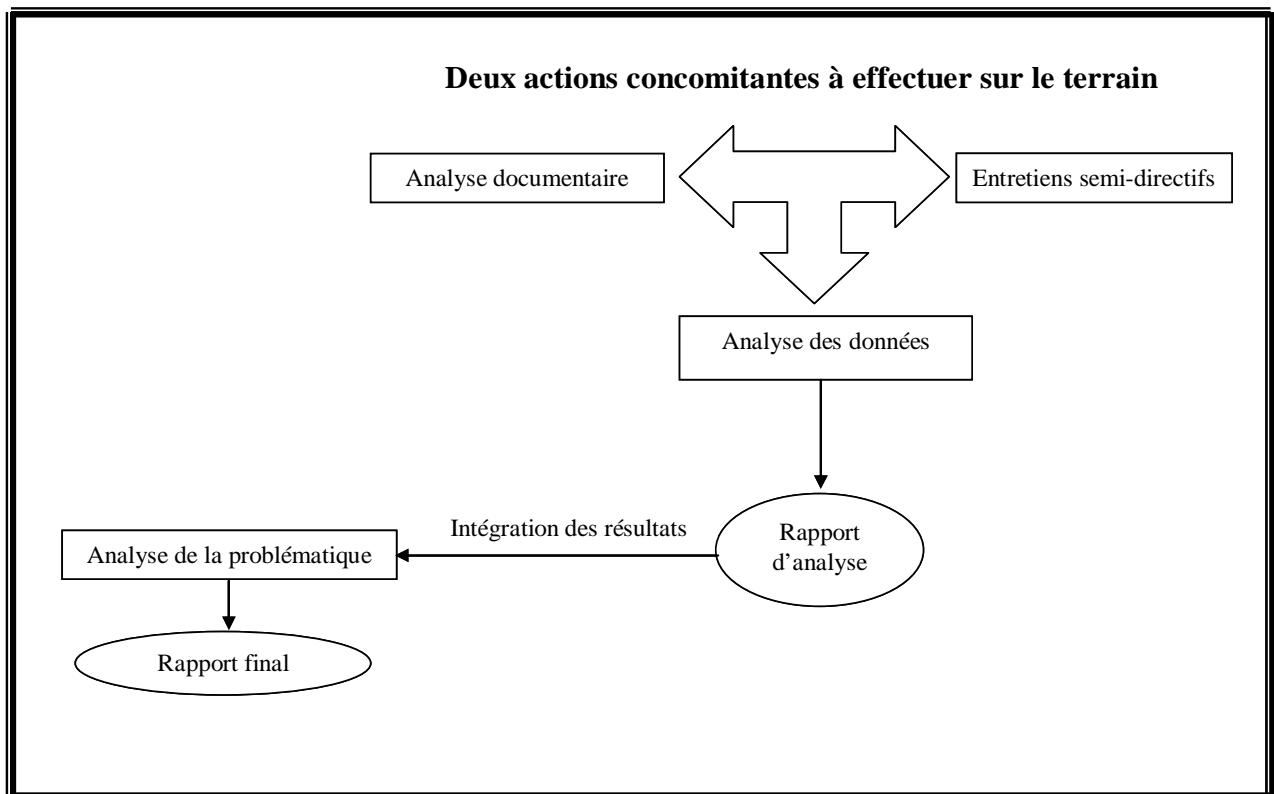 Deux actions concomitantes à effectuer sur le terrain
Analyse documentaire
Entretiens semi-directifs
Analyse des données
Rapport
d’analyse
Intégration des résultats
Analyse de la problématique
Rapport final